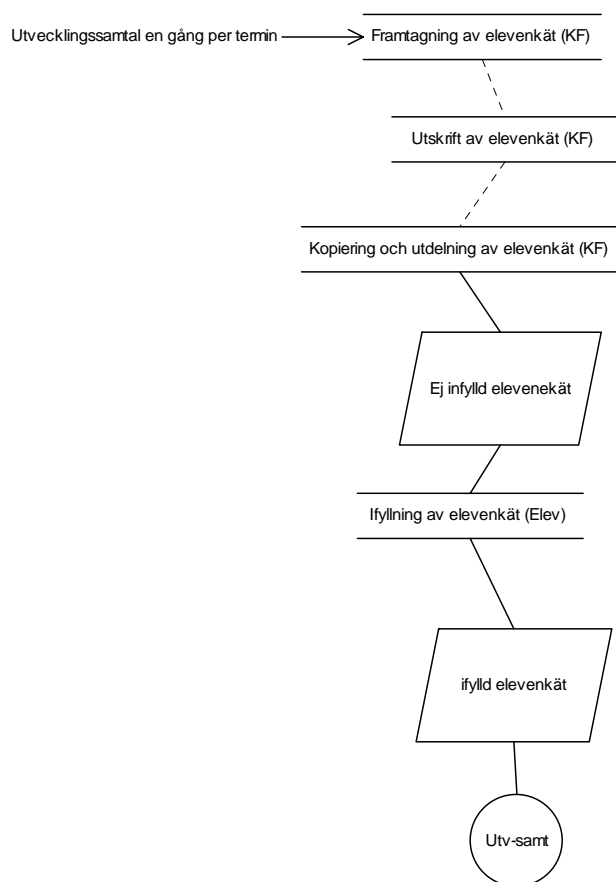 Utvecklingssamtal en gång per termin
Framtagning av elevenkät (KF)
Utskrift av elevenkät (KF)
Kopiering och utdelning av elevenkät (KF)
Ej infylld elevenekät
Ifyllning av elevenkät (Elev)
ifylld elevenkät
Utv-samt